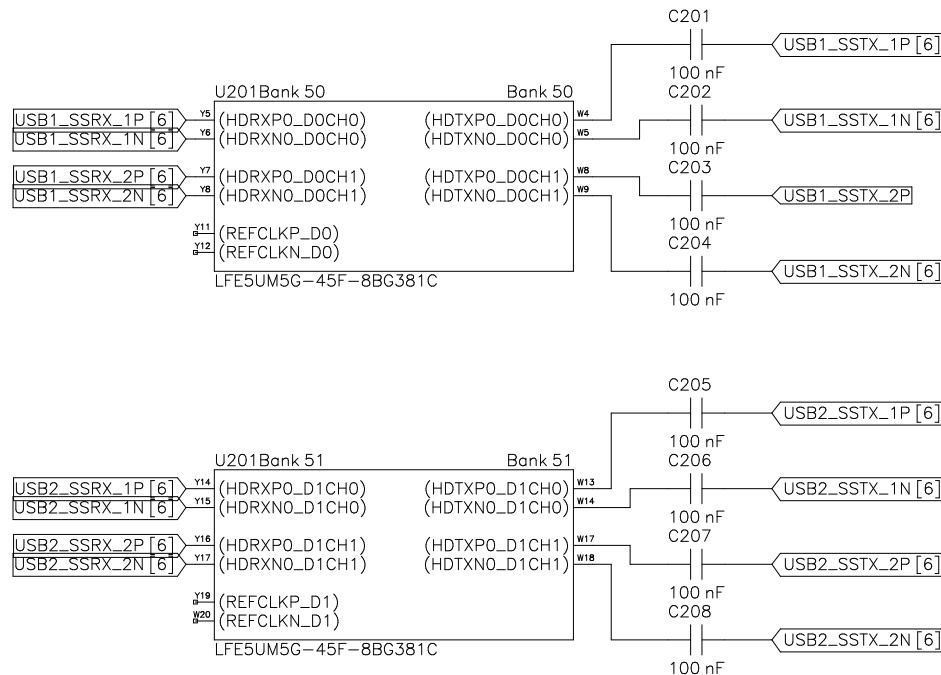 C201
USB1_SSTX_1P [6]
100 nF
U201Bank 50 Bank 50
C202
USB1_SSRX_1P [6] Y5 (HDRXP0_D0CH0) (HDTXP0_D0CH0) W4
USB1_SSTX_1N [6]
USB1_SSRX_1N [6] Y6 (HDRXN0_D0CH0) (HDTXN0_D0CH0) W5
100 nF
C203
USB1_SSRX_2P [6] Y7 (HDRXP0_D0CH1) (HDTXP0_D0CH1) W8
USB1_SSRX_2N [6] Y8 (HDRXN0_D0CH1) (HDTXN0_D0CH1) W9
USB1_SSTX_2P
100 nF
Y11 (REFCLKP_D0)
C204
Y12 (REFCLKN_D0)
USB1_SSTX_2N [6]
LFE5UM5G-45F-8BG381C
100 nF
C205
USB2_SSTX_1P [6]
100 nF
U201Bank 51 Bank 51
C206
USB2_SSRX_1P [6] Y14 (HDRXP0_D1CH0) (HDTXP0_D1CH0) W13
USB2_SSTX_1N [6]
USB2_SSRX_1N [6] Y15 (HDRXN0_D1CH0) (HDTXN0_D1CH0) W14
100 nF
C207
USB2_SSRX_2P [6] Y16 (HDRXP0_D1CH1) (HDTXP0_D1CH1) W17
USB2_SSRX_2N [6] Y17 (HDRXN0_D1CH1) (HDTXN0_D1CH1) W18
USB2_SSTX_2P [6]
100 nF
Y19 (REFCLKP_D1)
C208
W20 (REFCLKN_D1)
USB2_SSTX_2N [6]
LFE5UM5G-45F-8BG381C
100 nF